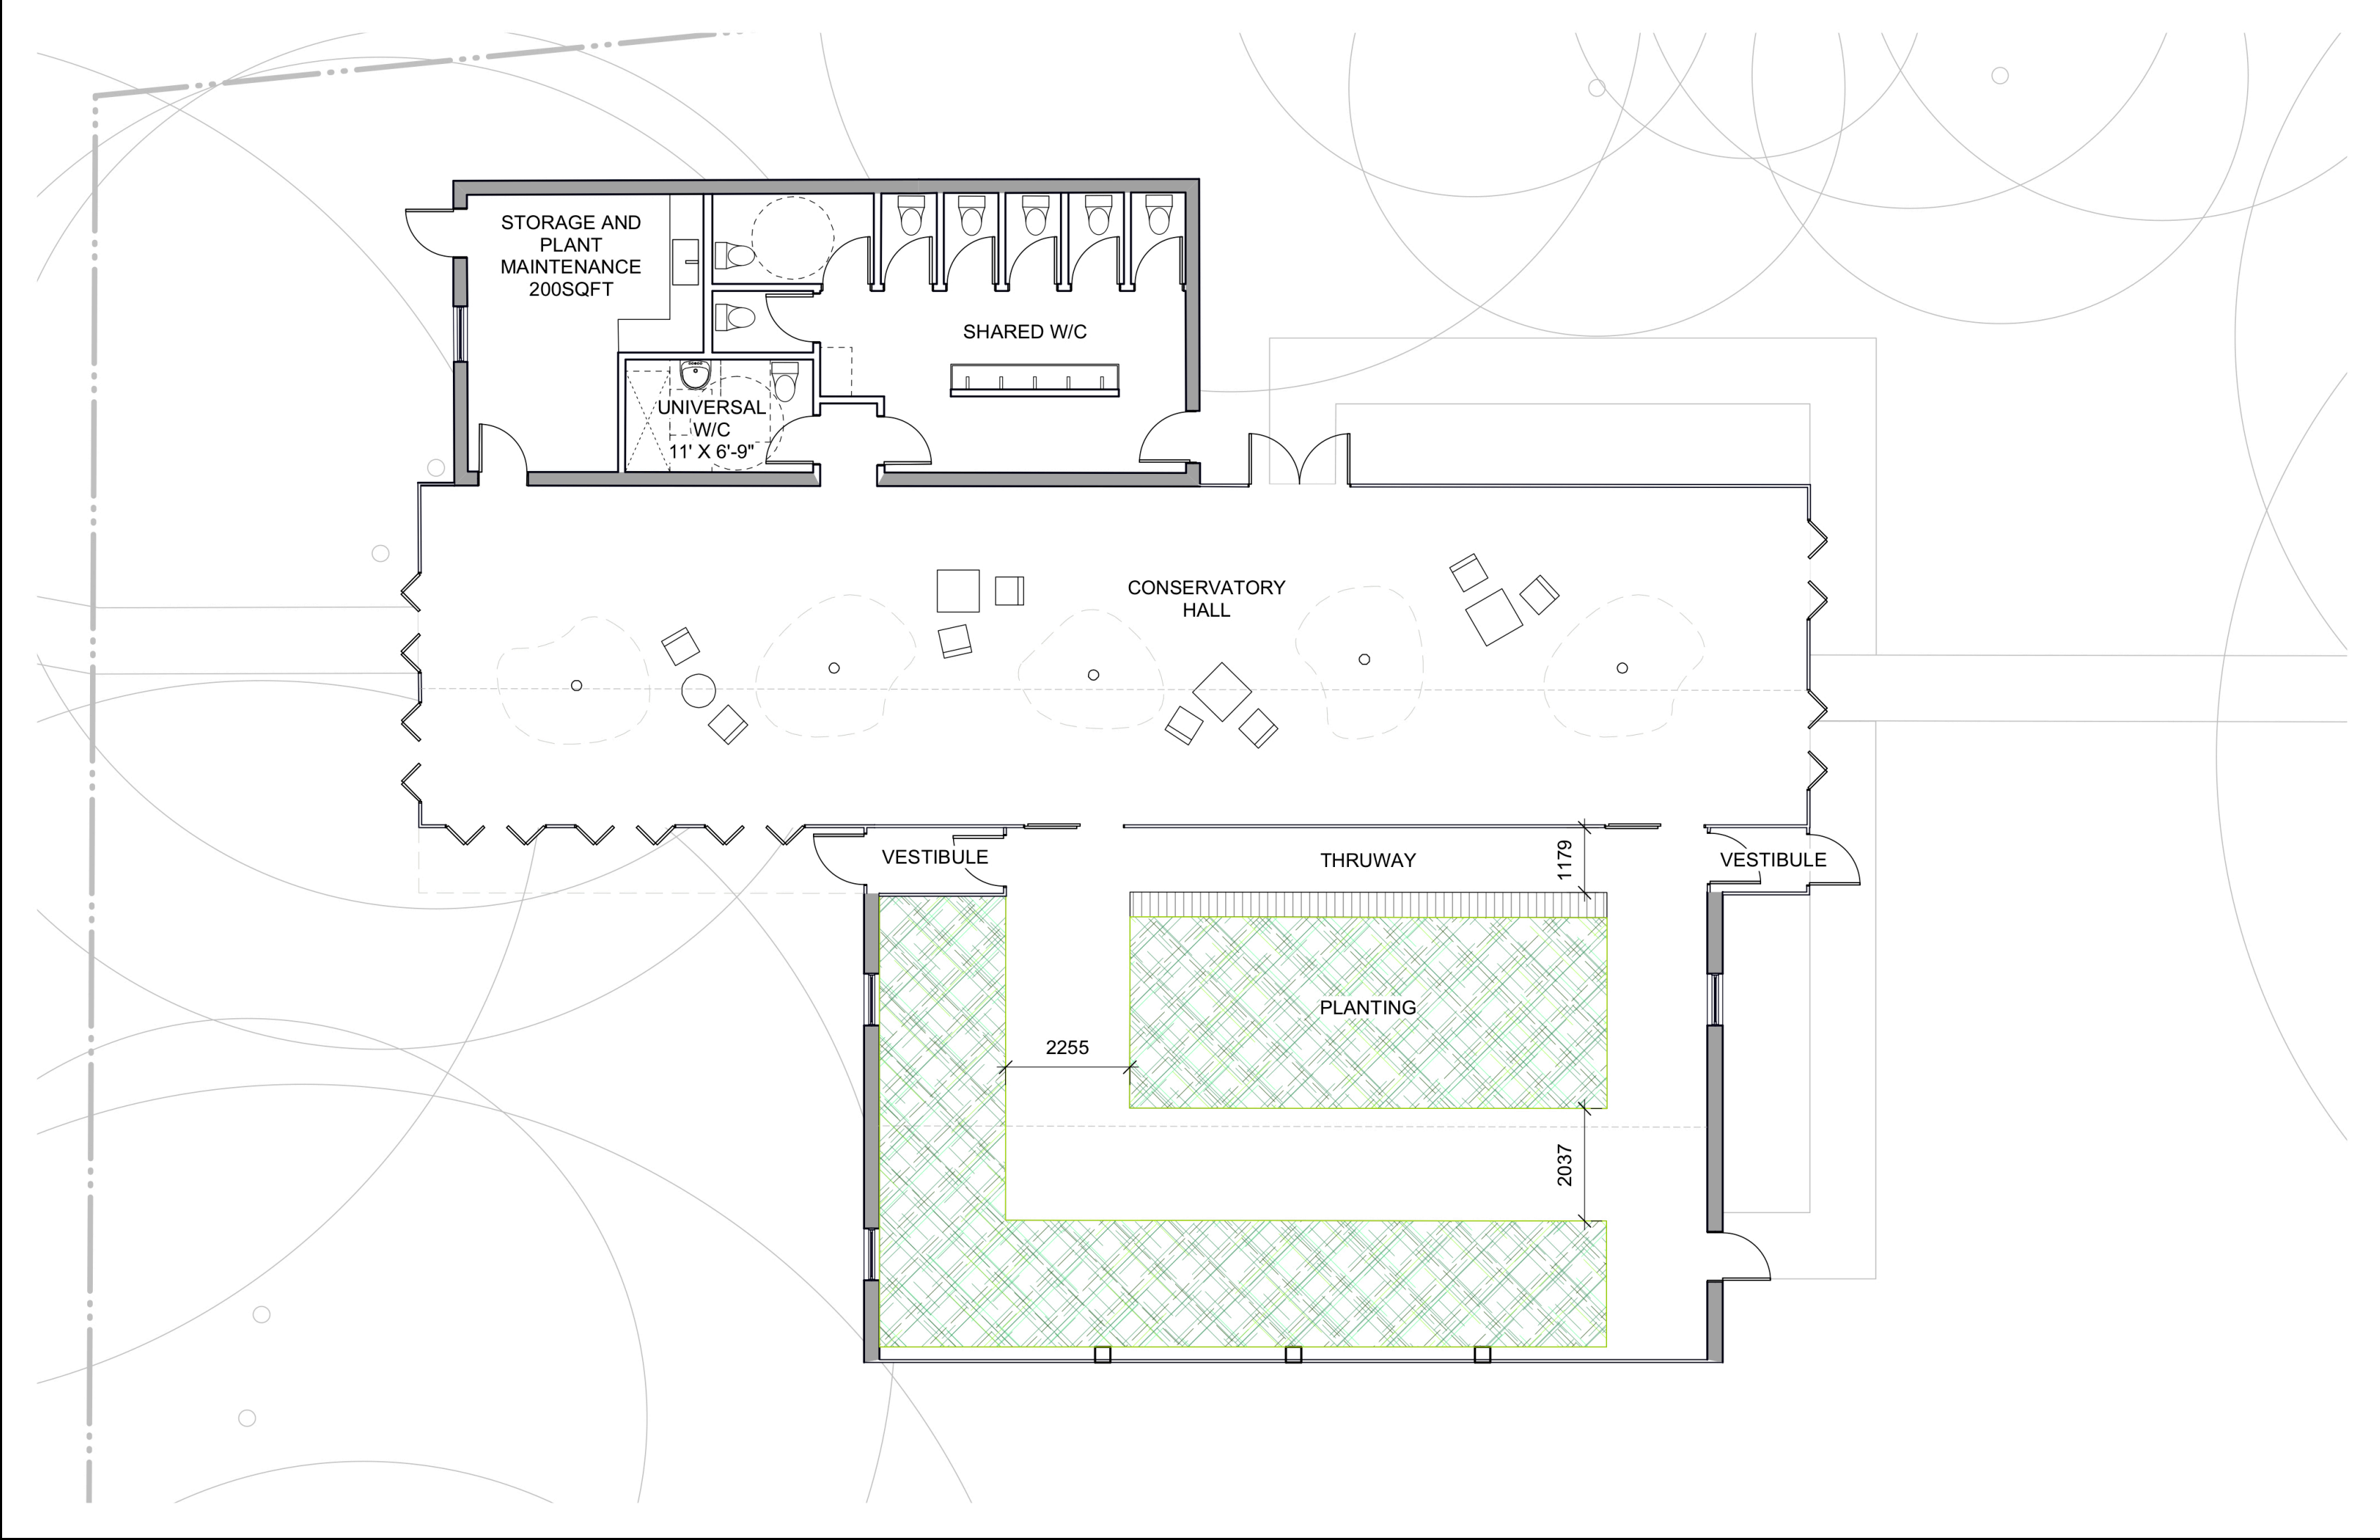 STORAGE AND
PLANT
MAINTENANCE
200SQFT
SHARED W/C
UNIVERSAL
W/C
11' X 6'-9"
CONSERVATORY
HALL
VESTIBULE
THRUWAY
1179
VESTIBULE
PLANTING
2255
2037